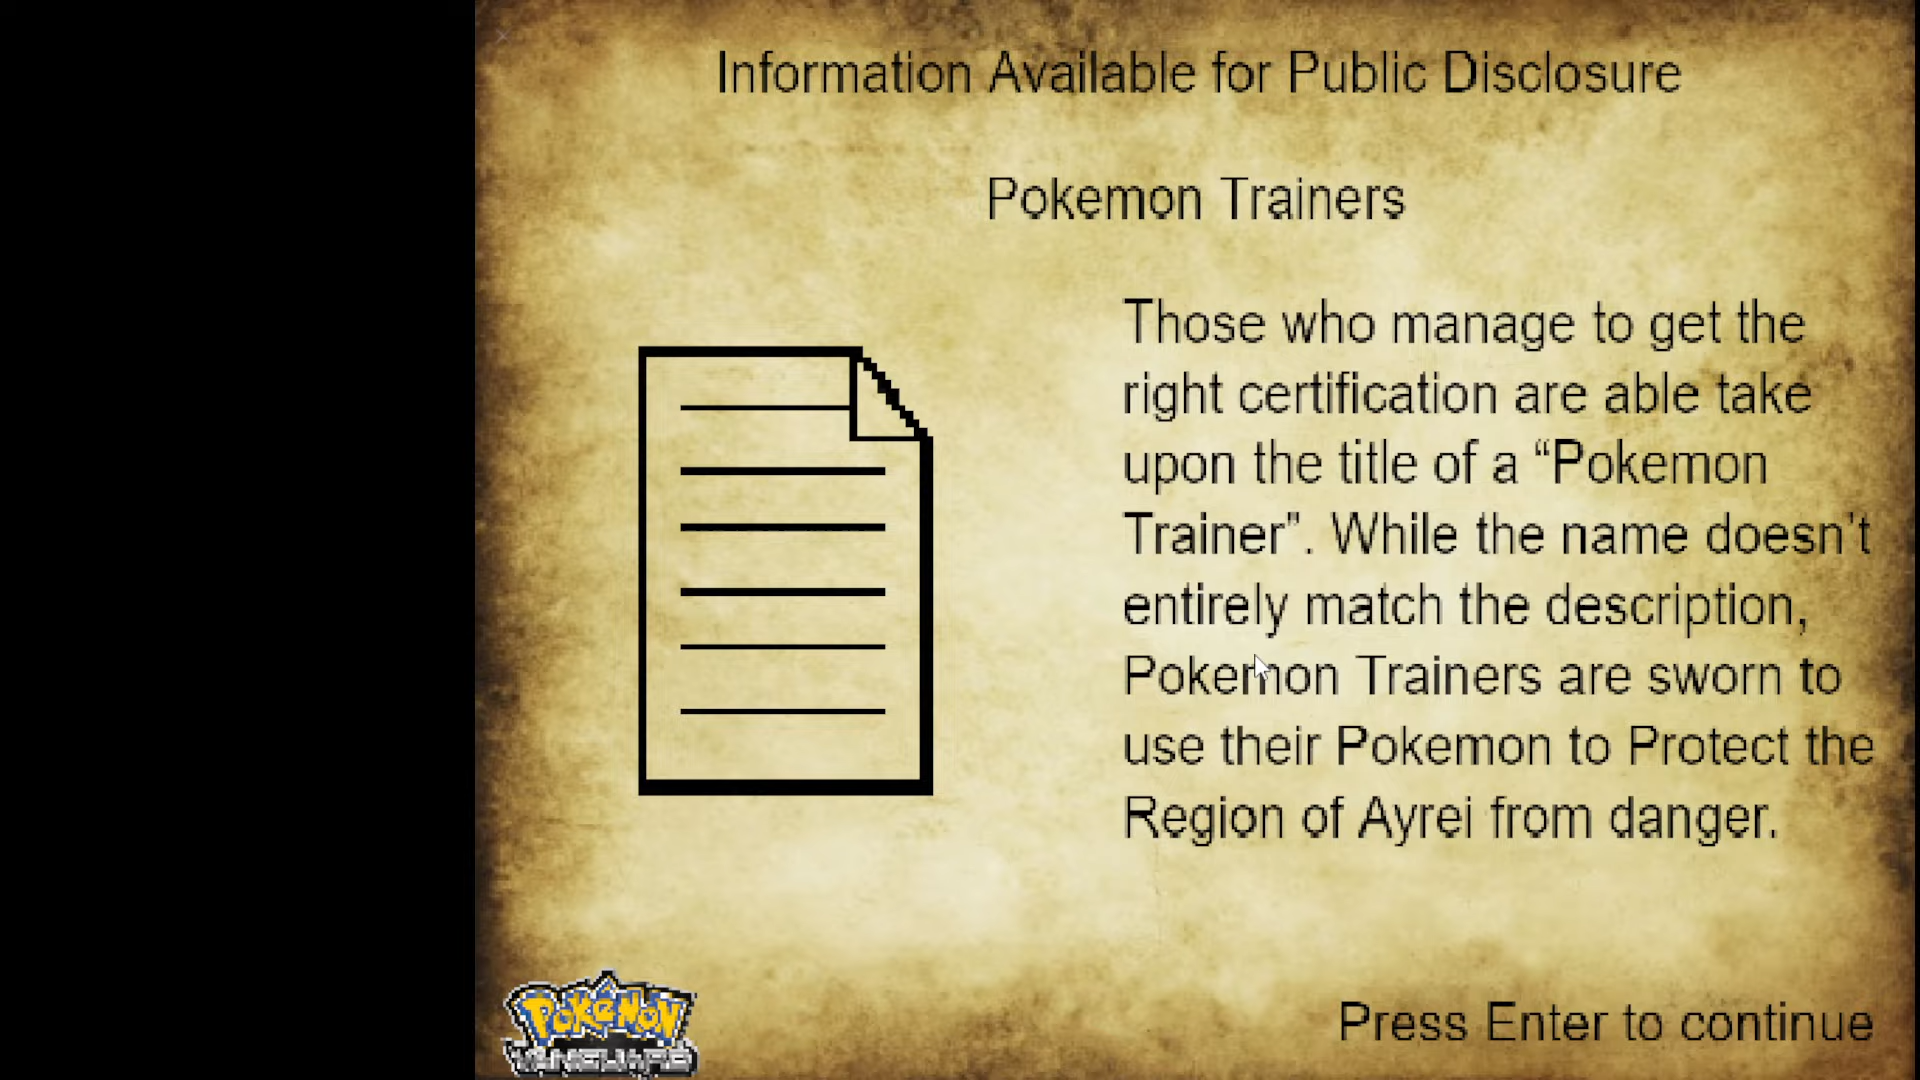 Information Available for Public Disclosure
Pokemon Trainers
Those who manage to get the
right certification are able take
upon the title of a “Pokemon
Trainer”. While the name doesn’t
entirely match the description,
Pokemon Trainers are sworn to
use their Pokemon to Protect the
Region of Ayrei from danger.
POKéMON
VANGUARD
Press Enter to continue